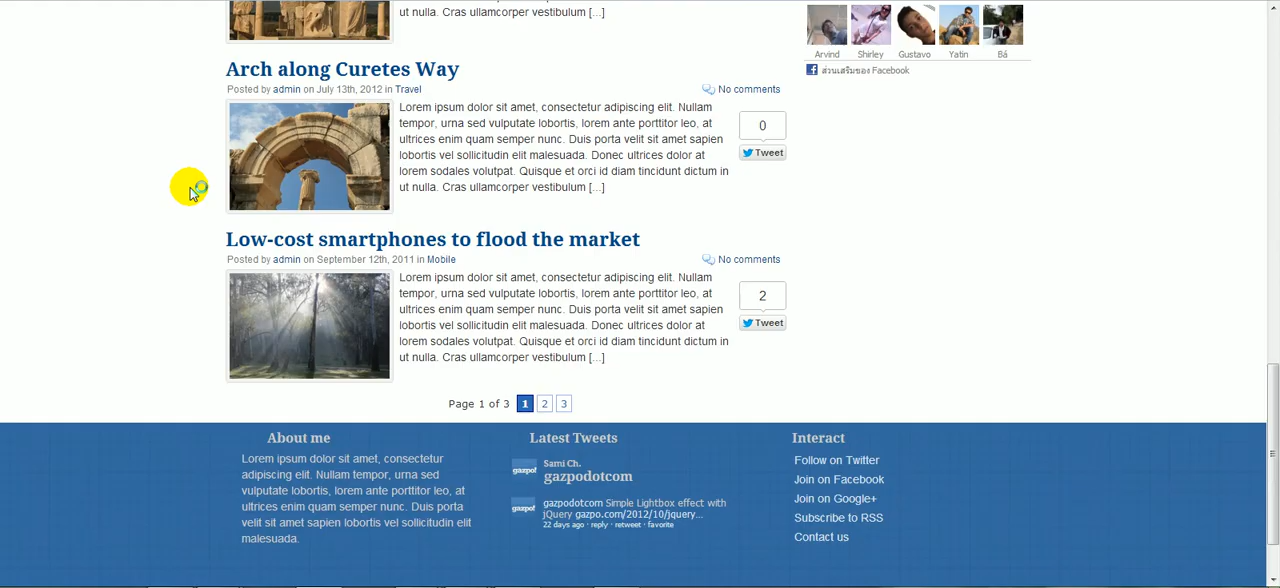 ut nulla. Cras ullamcorper vestibulum [...]
Arvind Shirley Gustavo Yatin Bá
ส่วนเสริมของ Facebook
Arch along Curetes Way
Posted by admin on July 13th, 2012 in Travel
No comments
Lorem ipsum dolor sit amet, consectetur adipiscing elit. Nullam
tempor, urna sed vulputate lobortis, lorem ante porttitor leo, at
ultrices enim quam semper nunc. Duis porta velit sit amet sapien
lobortis vel sollicitudin elit malesuada. Donec ultrices dolor at
lorem sodales volutpat. Quisque et orci id diam tincidunt dictum in
ut nulla. Cras ullamcorper vestibulum [...]
0
Tweet
Low-cost smartphones to flood the market
Posted by admin on September 12th, 2011 in Mobile
No comments
Lorem ipsum dolor sit amet, consectetur adipiscing elit. Nullam
tempor, urna sed vulputate lobortis, lorem ante porttitor leo, at
ultrices enim quam semper nunc. Duis porta velit sit amet sapien
lobortis vel sollicitudin elit malesuada. Donec ultrices dolor at
lorem sodales volutpat. Quisque et orci id diam tincidunt dictum in
ut nulla. Cras ullamcorper vestibulum [...]
2
Tweet
Page 1 of 3 1 2 3
About me
Lorem ipsum dolor sit amet, consectetur
adipiscing elit. Nullam tempor, urna sed
vulputate lobortis, lorem ante porttitor leo, at
ultrices enim quam semper nunc. Duis porta
velit sit amet sapien lobortis vel sollicitudin elit
malesuada.
Latest Tweets
gazpo!
Sami Ch.
gazpodotcom
gazpo!
gazpodotcom Simple Lightbox effect with
jQuery gazpo.com/2012/10/jquery...
22 days ago · reply · retweet · favorite
Interact
Follow on Twitter
Join on Facebook
Join on Google+
Subscribe to RSS
Contact us